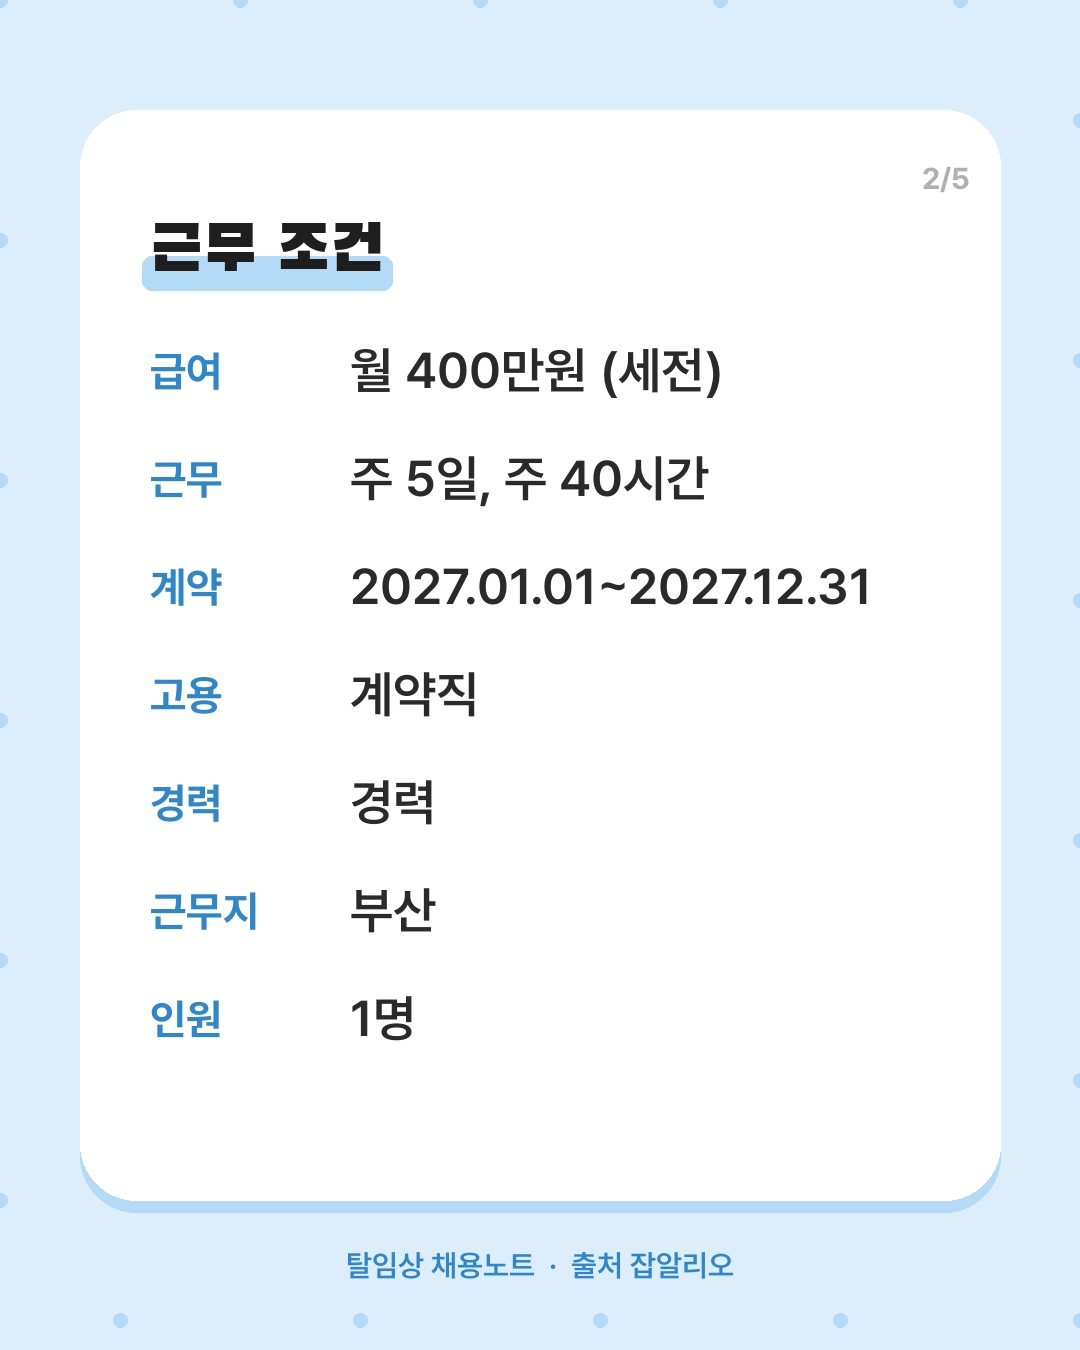 2/5
근무 조건
급여 월 400만원 (세전)
근무 주 5일, 주 40시간
계약 2027.01.01~2027.12.31
고용 계약직
경력 경력
근무지 부산
인원 1명
탈임상 채용노트 · 출처 잡알리오